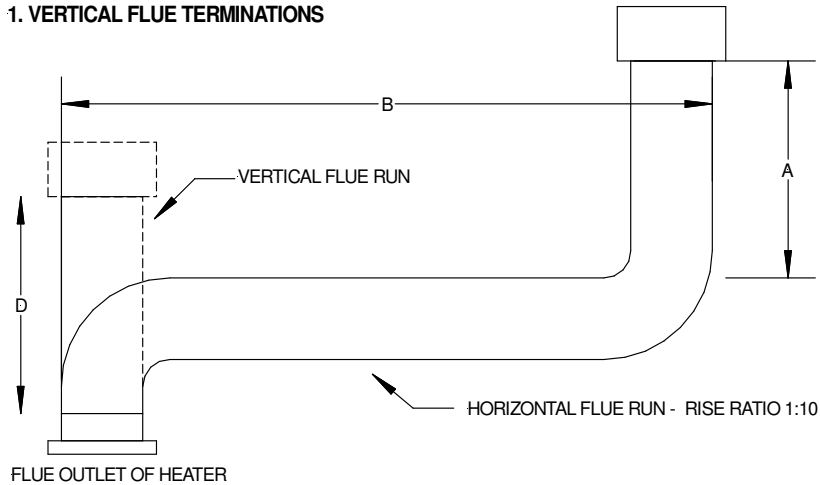 1. VERTICAL FLUE TERMINATIONS
B
A
VERTICAL FLUE RUN
D
HORIZONTAL FLUE RUN - RISE RATIO 1:10
FLUE OUTLET OF HEATER